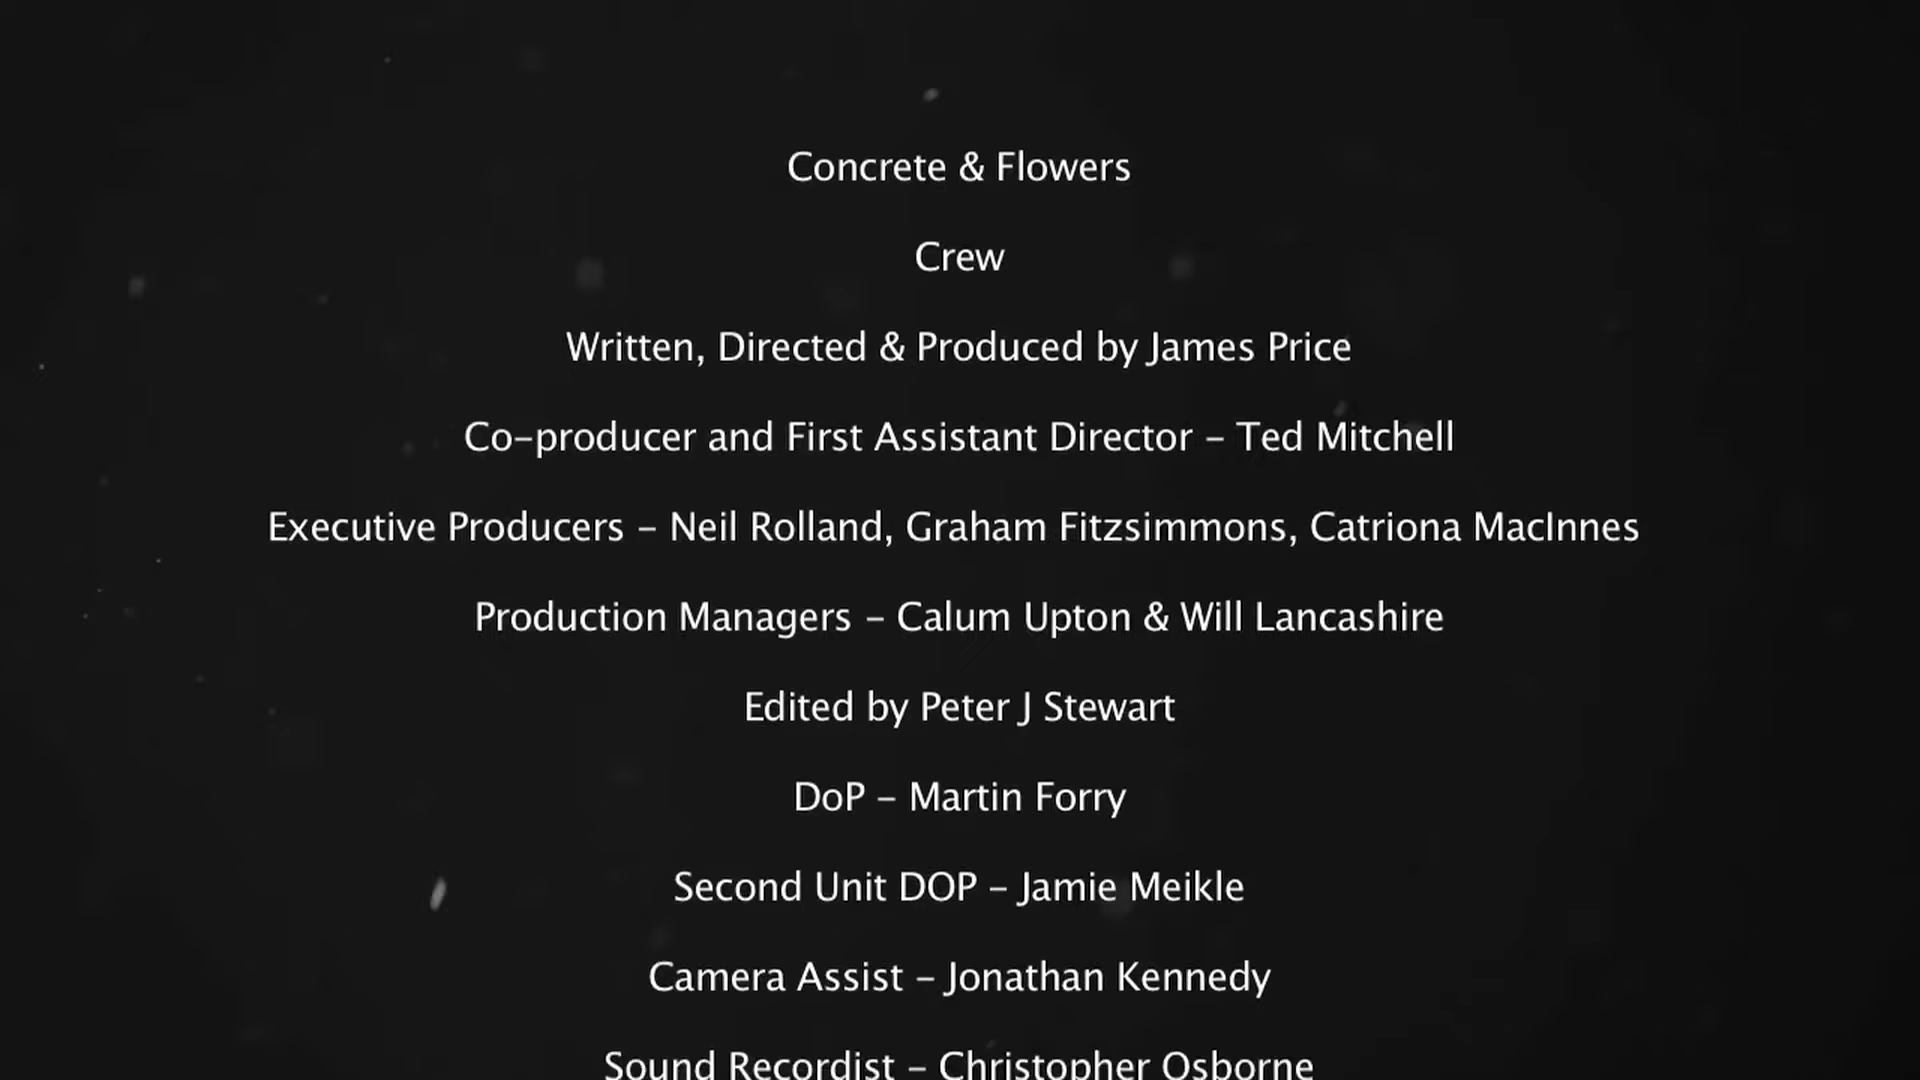 Concrete & Flowers
Crew
Written, Directed & Produced by James Price
Co-producer and First Assistant Director - Ted Mitchell
Executive Producers - Neil Rolland, Graham Fitzsimmons, Catriona MacInnes
Production Managers - Calum Upton & Will Lancashire
Edited by Peter J Stewart
DoP - Martin Forry
Second Unit DOP - Jamie Meikle
Camera Assist - Jonathan Kennedy
Sound Recordist - Christopher Osborne